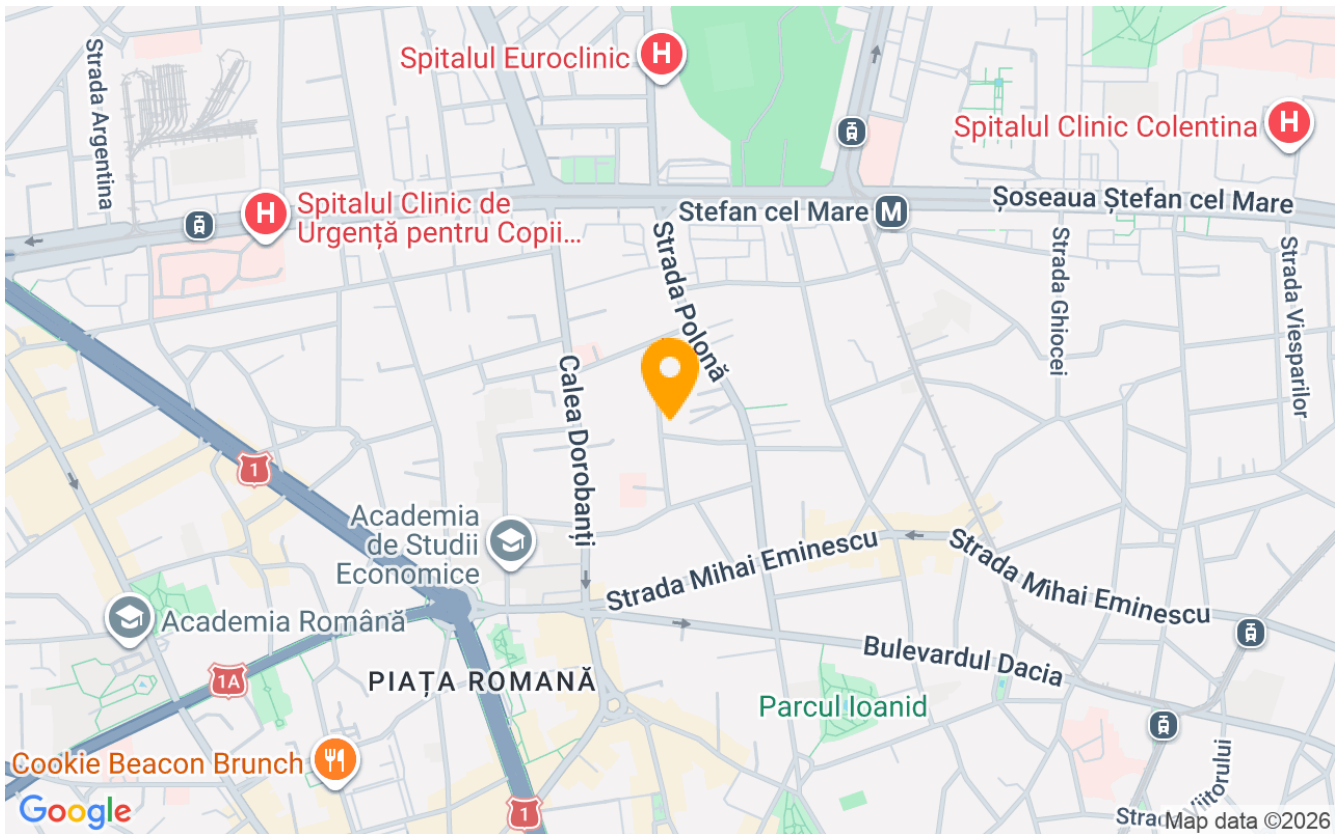 Strada Argentina
Spitalul Euroclinic
H
Spitalul Clinic Colentina
H
H
Spitalul Clinic de
Urgență pentru Copii...
Stefan cel Mare M
Șoseaua Ștefan cel Mare
Strada Polonă
Strada Ghiocei
Strada Viesparilor
Calea Dorobanți
1
Academia
de Studii
Economice
Strada Mihai Eminescu
Strada Mihai Eminescu
Academia Română
Bulevardul Dacia
1A
PIAȚA ROMANĂ
Parcul Ioanid
Cookie Beacon Brunch
Viitorului
Google
1
Map data ©2026